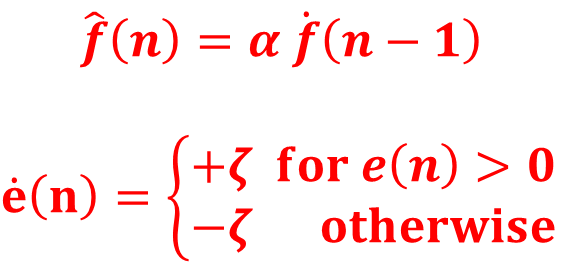 f̂(n) = α ḟ(n − 1)
ė(n) = { +ζ for e(n) > 0
−ζ otherwise